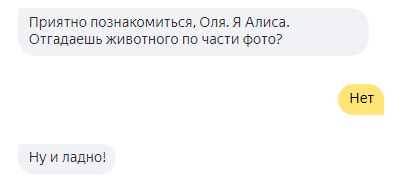 Приятно познакомиться, Оля. Я Алиса.
Отгадаешь животного по части фото?
Нет
Ну и ладно!